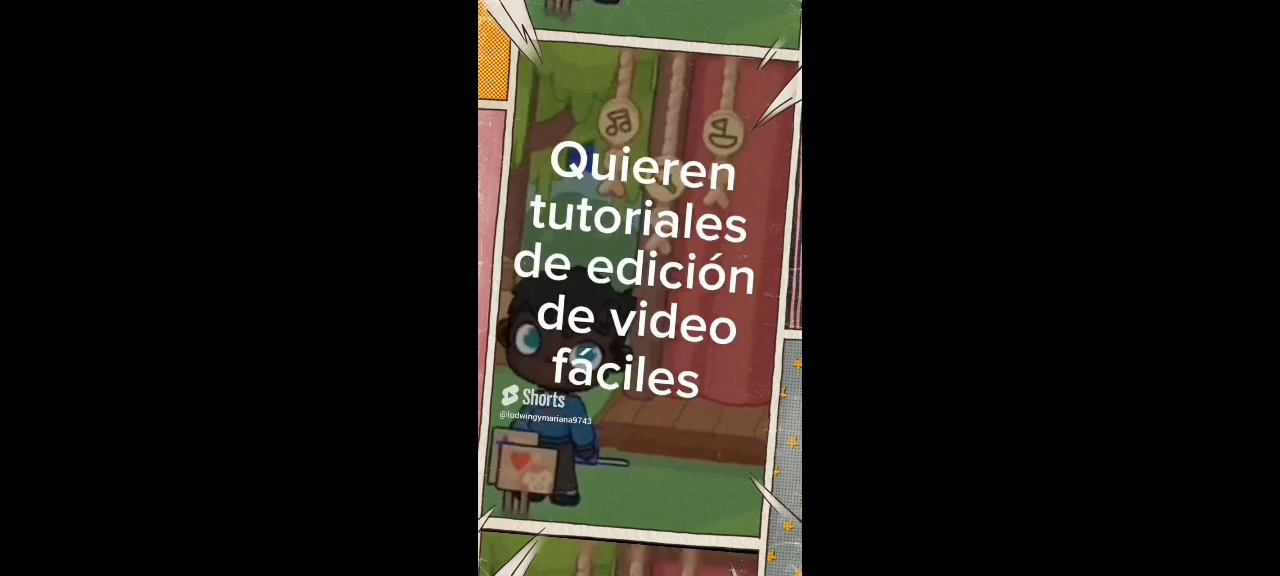 Quieren
tutoriales
de edición
de video
fáciles
Shorts
@ludwingymariana9743